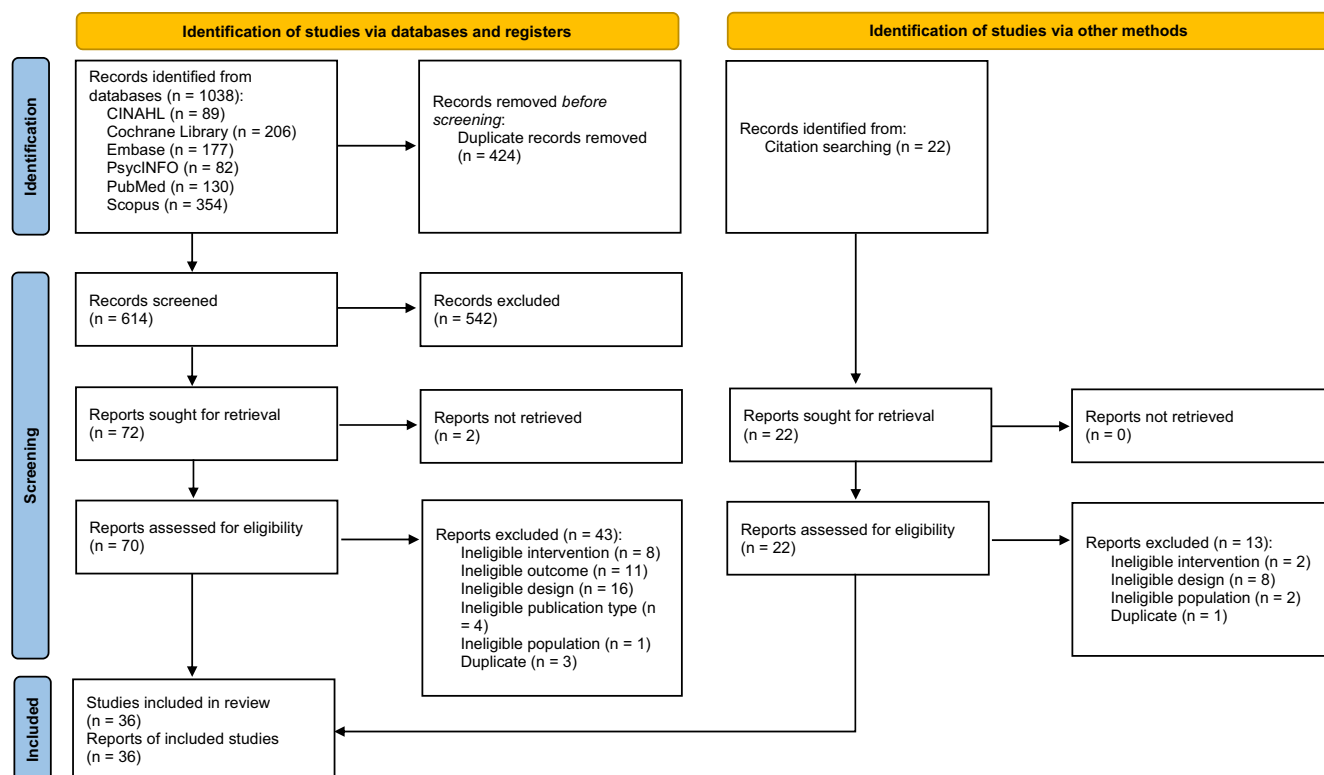 Identification of studies via databases and registers
Identification of studies via other methods
Identification
Records identified from
databases (n = 1038):
CINAHL (n = 89)
Cochrane Library (n = 206)
Embase (n = 177)
PsycINFO (n = 82)
PubMed (n = 130)
Scopus (n = 354)
Records removed before
screening:
Duplicate records removed
(n = 424)
Records identified from:
Citation searching (n = 22)
Screening
Records screened
(n = 614)
Records excluded
(n = 542)
Reports sought for retrieval
(n = 72)
Reports not retrieved
(n = 2)
Reports sought for retrieval
(n = 22)
Reports not retrieved
(n = 0)
Reports assessed for eligibility
(n = 70)
Reports excluded (n = 43):
Ineligible intervention (n = 8)
Ineligible outcome (n = 11)
Ineligible design (n = 16)
Ineligible publication type (n
= 4)
Ineligible population (n = 1)
Duplicate (n = 3)
Reports assessed for eligibility
(n = 22)
Reports excluded (n = 13):
Ineligible intervention (n = 2)
Ineligible design (n = 8)
Ineligible population (n = 2)
Duplicate (n = 1)
Included
Studies included in review
(n = 36)
Reports of included studies
(n = 36)